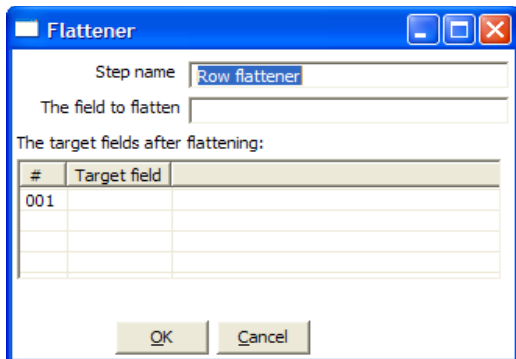 Flattener
Step name Row flattener
The field to flatten
The target fields after flattening:
# Target field
001
OK Cancel